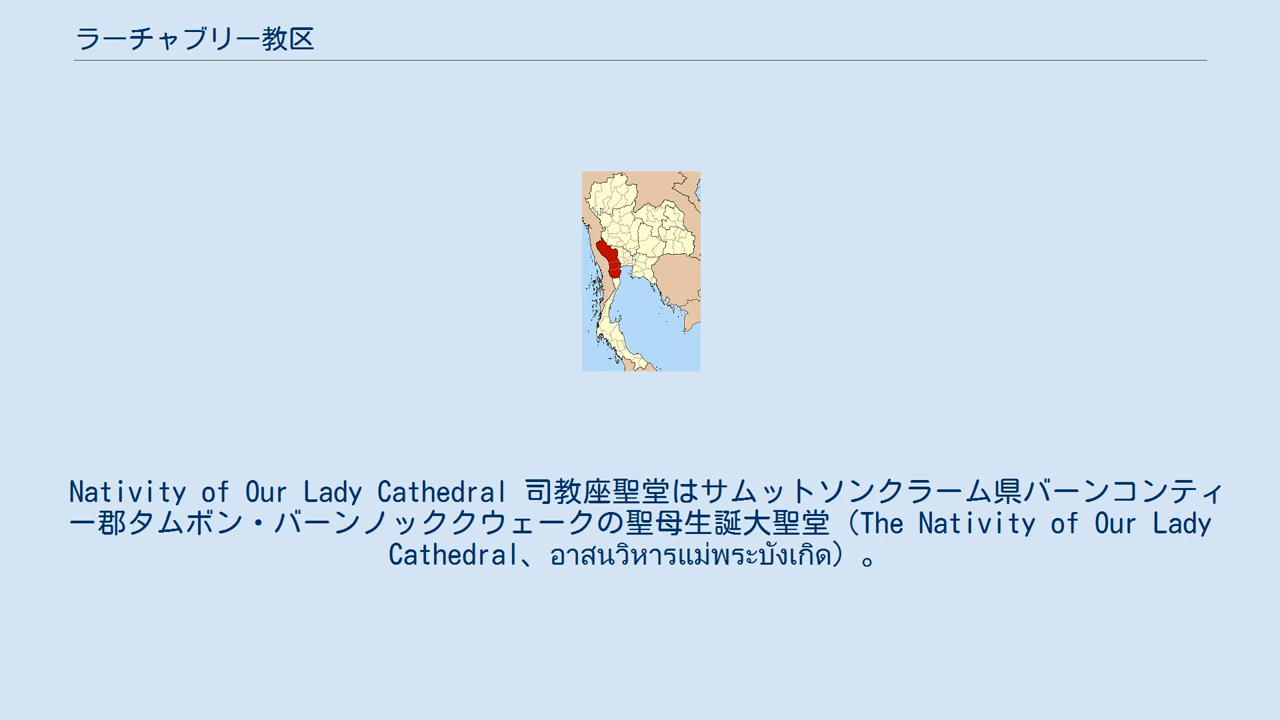 ラーチャブリー教区
Nativity of Our Lady Cathedral 司教座聖堂はサムットソンクラーム県バーンコンティ
ー郡タムボン・バーンノッククウェークの聖母生誕大聖堂（The Nativity of Our Lady
Cathedral、อาสนวิหารแม่พระบังเกิด）。